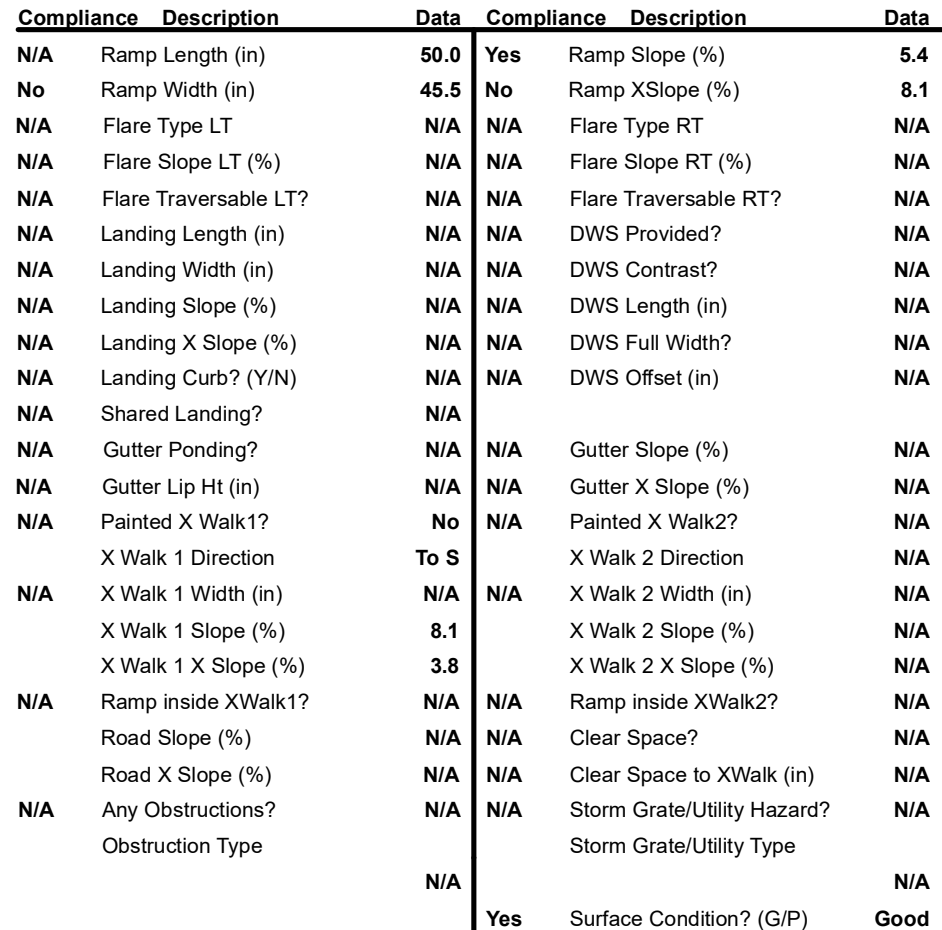 Compliance Description Data Compliance Description Data
N/A Ramp Length (in) 50.0 Yes Ramp Slope (%) 5.4
No Ramp Width (in) 45.5 No Ramp XSlope (%) 8.1
N/A Flare Type LT N/A N/A Flare Type RT N/A
N/A Flare Slope LT (%) N/A N/A Flare Slope RT (%) N/A
N/A Flare Traversable LT? N/A N/A Flare Traversable RT? N/A
N/A Landing Length (in) N/A N/A DWS Provided? N/A
N/A Landing Width (in) N/A N/A DWS Contrast? N/A
N/A Landing Slope (%) N/A N/A DWS Length (in) N/A
N/A Landing X Slope (%) N/A N/A DWS Full Width? N/A
N/A Landing Curb? (Y/N) N/A N/A DWS Offset (in) N/A
N/A Shared Landing? N/A
N/A Gutter Ponding? N/A N/A Gutter Slope (%) N/A
N/A Gutter Lip Ht (in) N/A N/A Gutter X Slope (%) N/A
N/A Painted X Walk1? No N/A Painted X Walk2? N/A
X Walk 1 Direction To S X Walk 2 Direction N/A
N/A X Walk 1 Width (in) N/A N/A X Walk 2 Width (in) N/A
X Walk 1 Slope (%) 8.1 X Walk 2 Slope (%) N/A
X Walk 1 X Slope (%) 3.8 X Walk 2 X Slope (%) N/A
N/A Ramp inside XWalk1? N/A N/A Ramp inside XWalk2? N/A
Road Slope (%) N/A N/A Clear Space? N/A
Road X Slope (%) N/A N/A Clear Space to XWalk (in) N/A
N/A Any Obstructions? N/A N/A Storm Grate/Utility Hazard? N/A
Obstruction Type Storm Grate/Utility Type
N/A N/A
Yes Surface Condition? (G/P) Good